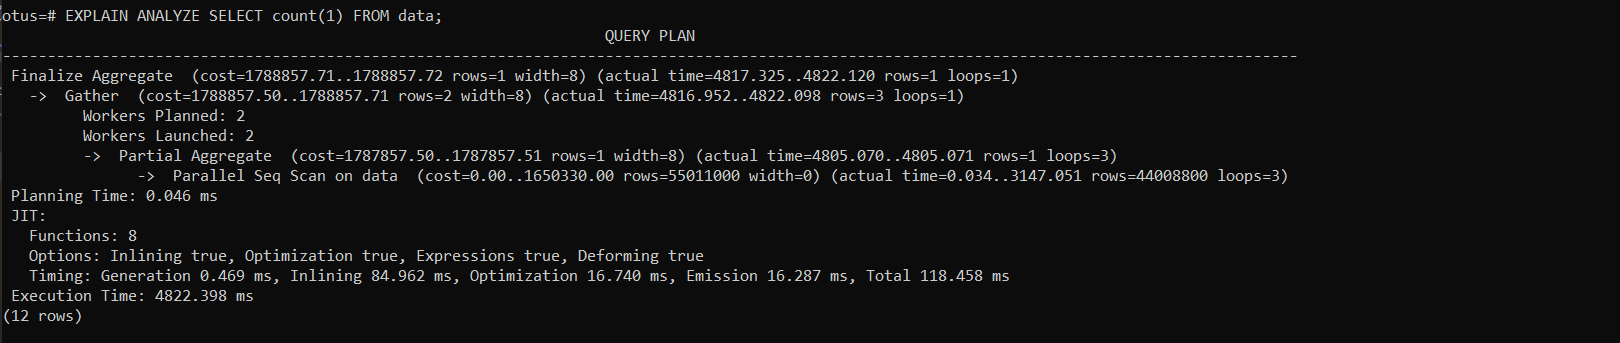 otus=# EXPLAIN ANALYZE SELECT count(1) FROM data;
QUERY PLAN
-------------------------------------------------------------------------------------------------------------------------------------------------
Finalize Aggregate  (cost=1788857.71..1788857.72 rows=1 width=8) (actual time=4817.325..4822.120 rows=1 loops=1)
->  Gather  (cost=1788857.50..1788857.71 rows=2 width=8) (actual time=4816.952..4822.098 rows=3 loops=1)
Workers Planned: 2
Workers Launched: 2
->  Partial Aggregate  (cost=1787857.50..1787857.51 rows=1 width=8) (actual time=4805.070..4805.071 rows=1 loops=3)
->  Parallel Seq Scan on data  (cost=0.00..1650330.00 rows=55011000 width=0) (actual time=0.034..3147.051 rows=44008800 loops=3)
Planning Time: 0.046 ms
JIT:
Functions: 8
Options: Inlining true, Optimization true, Expressions true, Deforming true
Timing: Generation 0.469 ms, Inlining 84.962 ms, Optimization 16.740 ms, Emission 16.287 ms, Total 118.458 ms
Execution Time: 4822.398 ms
(12 rows)